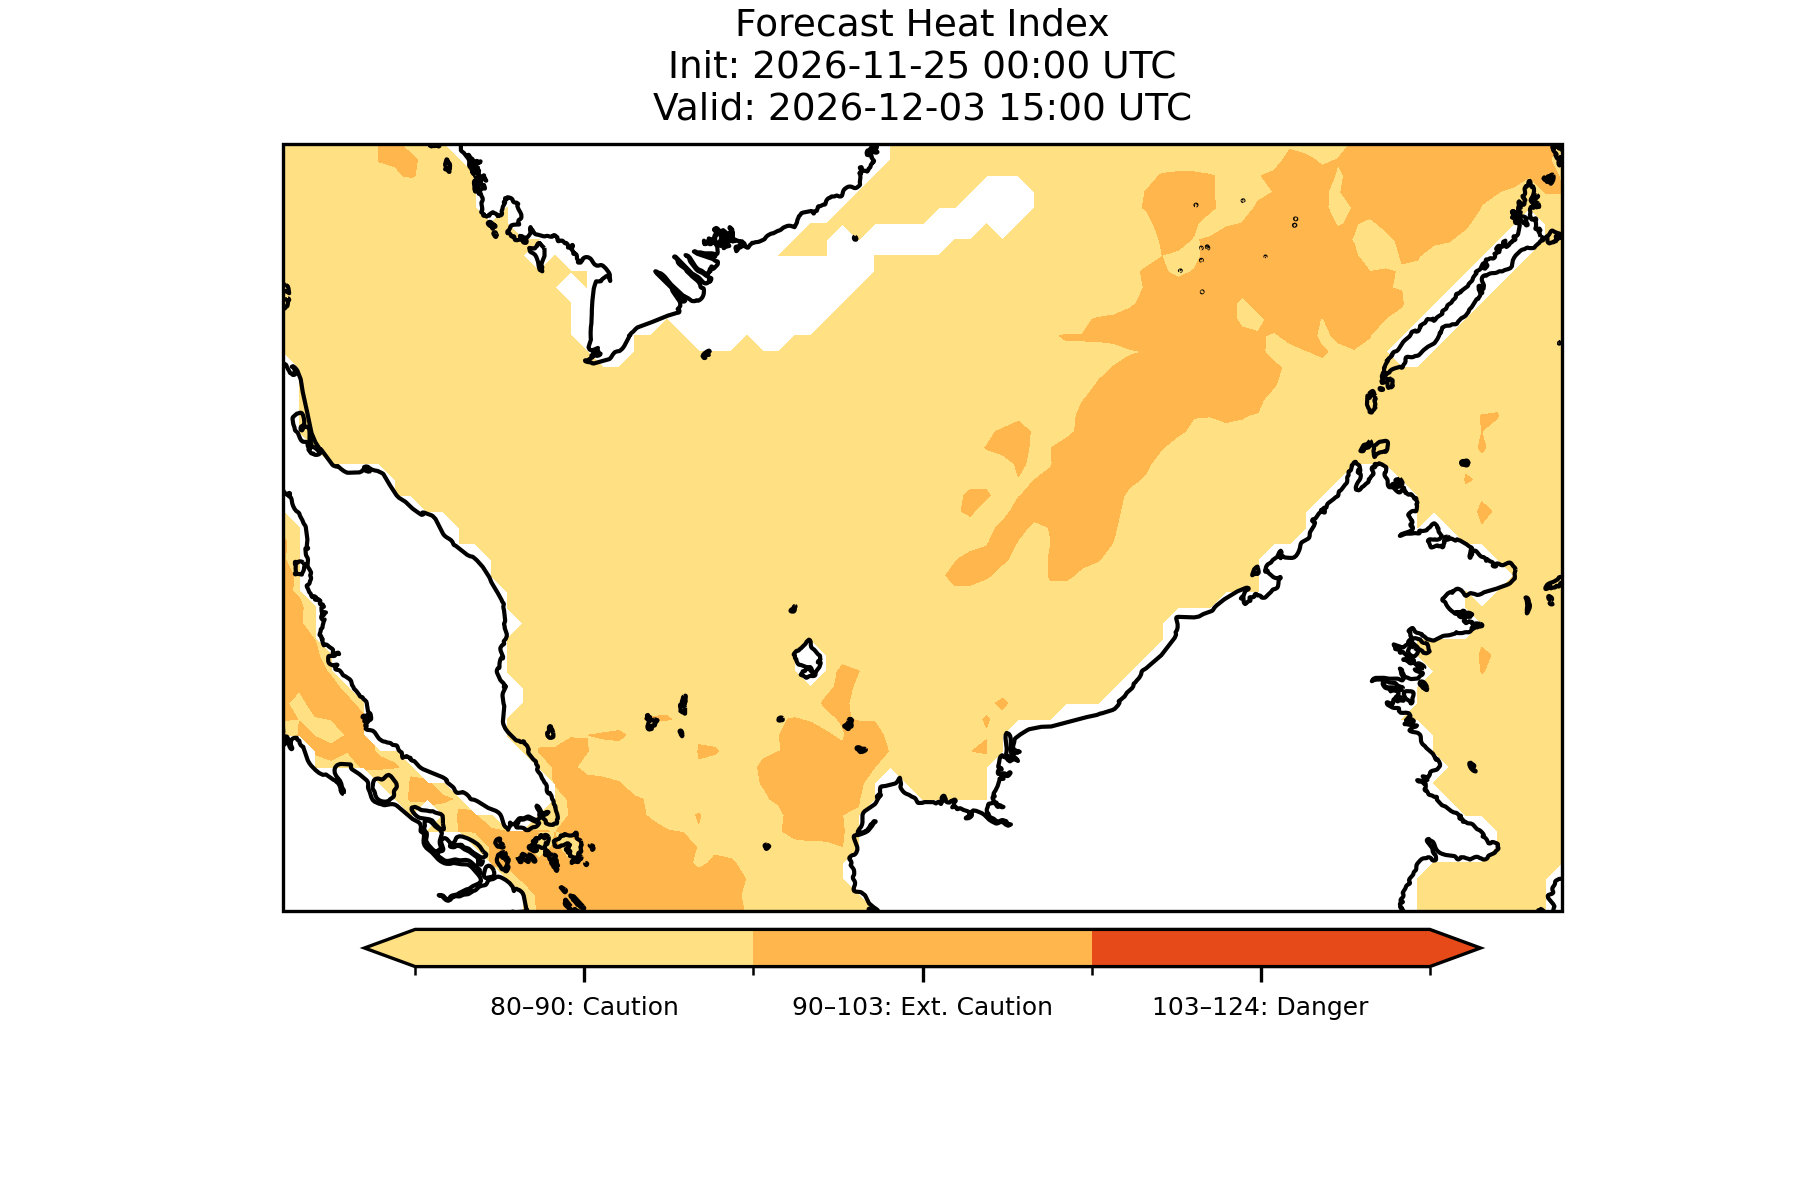 Forecast Heat Index
Init: 2026-11-25 00:00 UTC
Valid: 2026-12-03 15:00 UTC
80–90: Caution
90–103: Ext. Caution
103–124: Danger